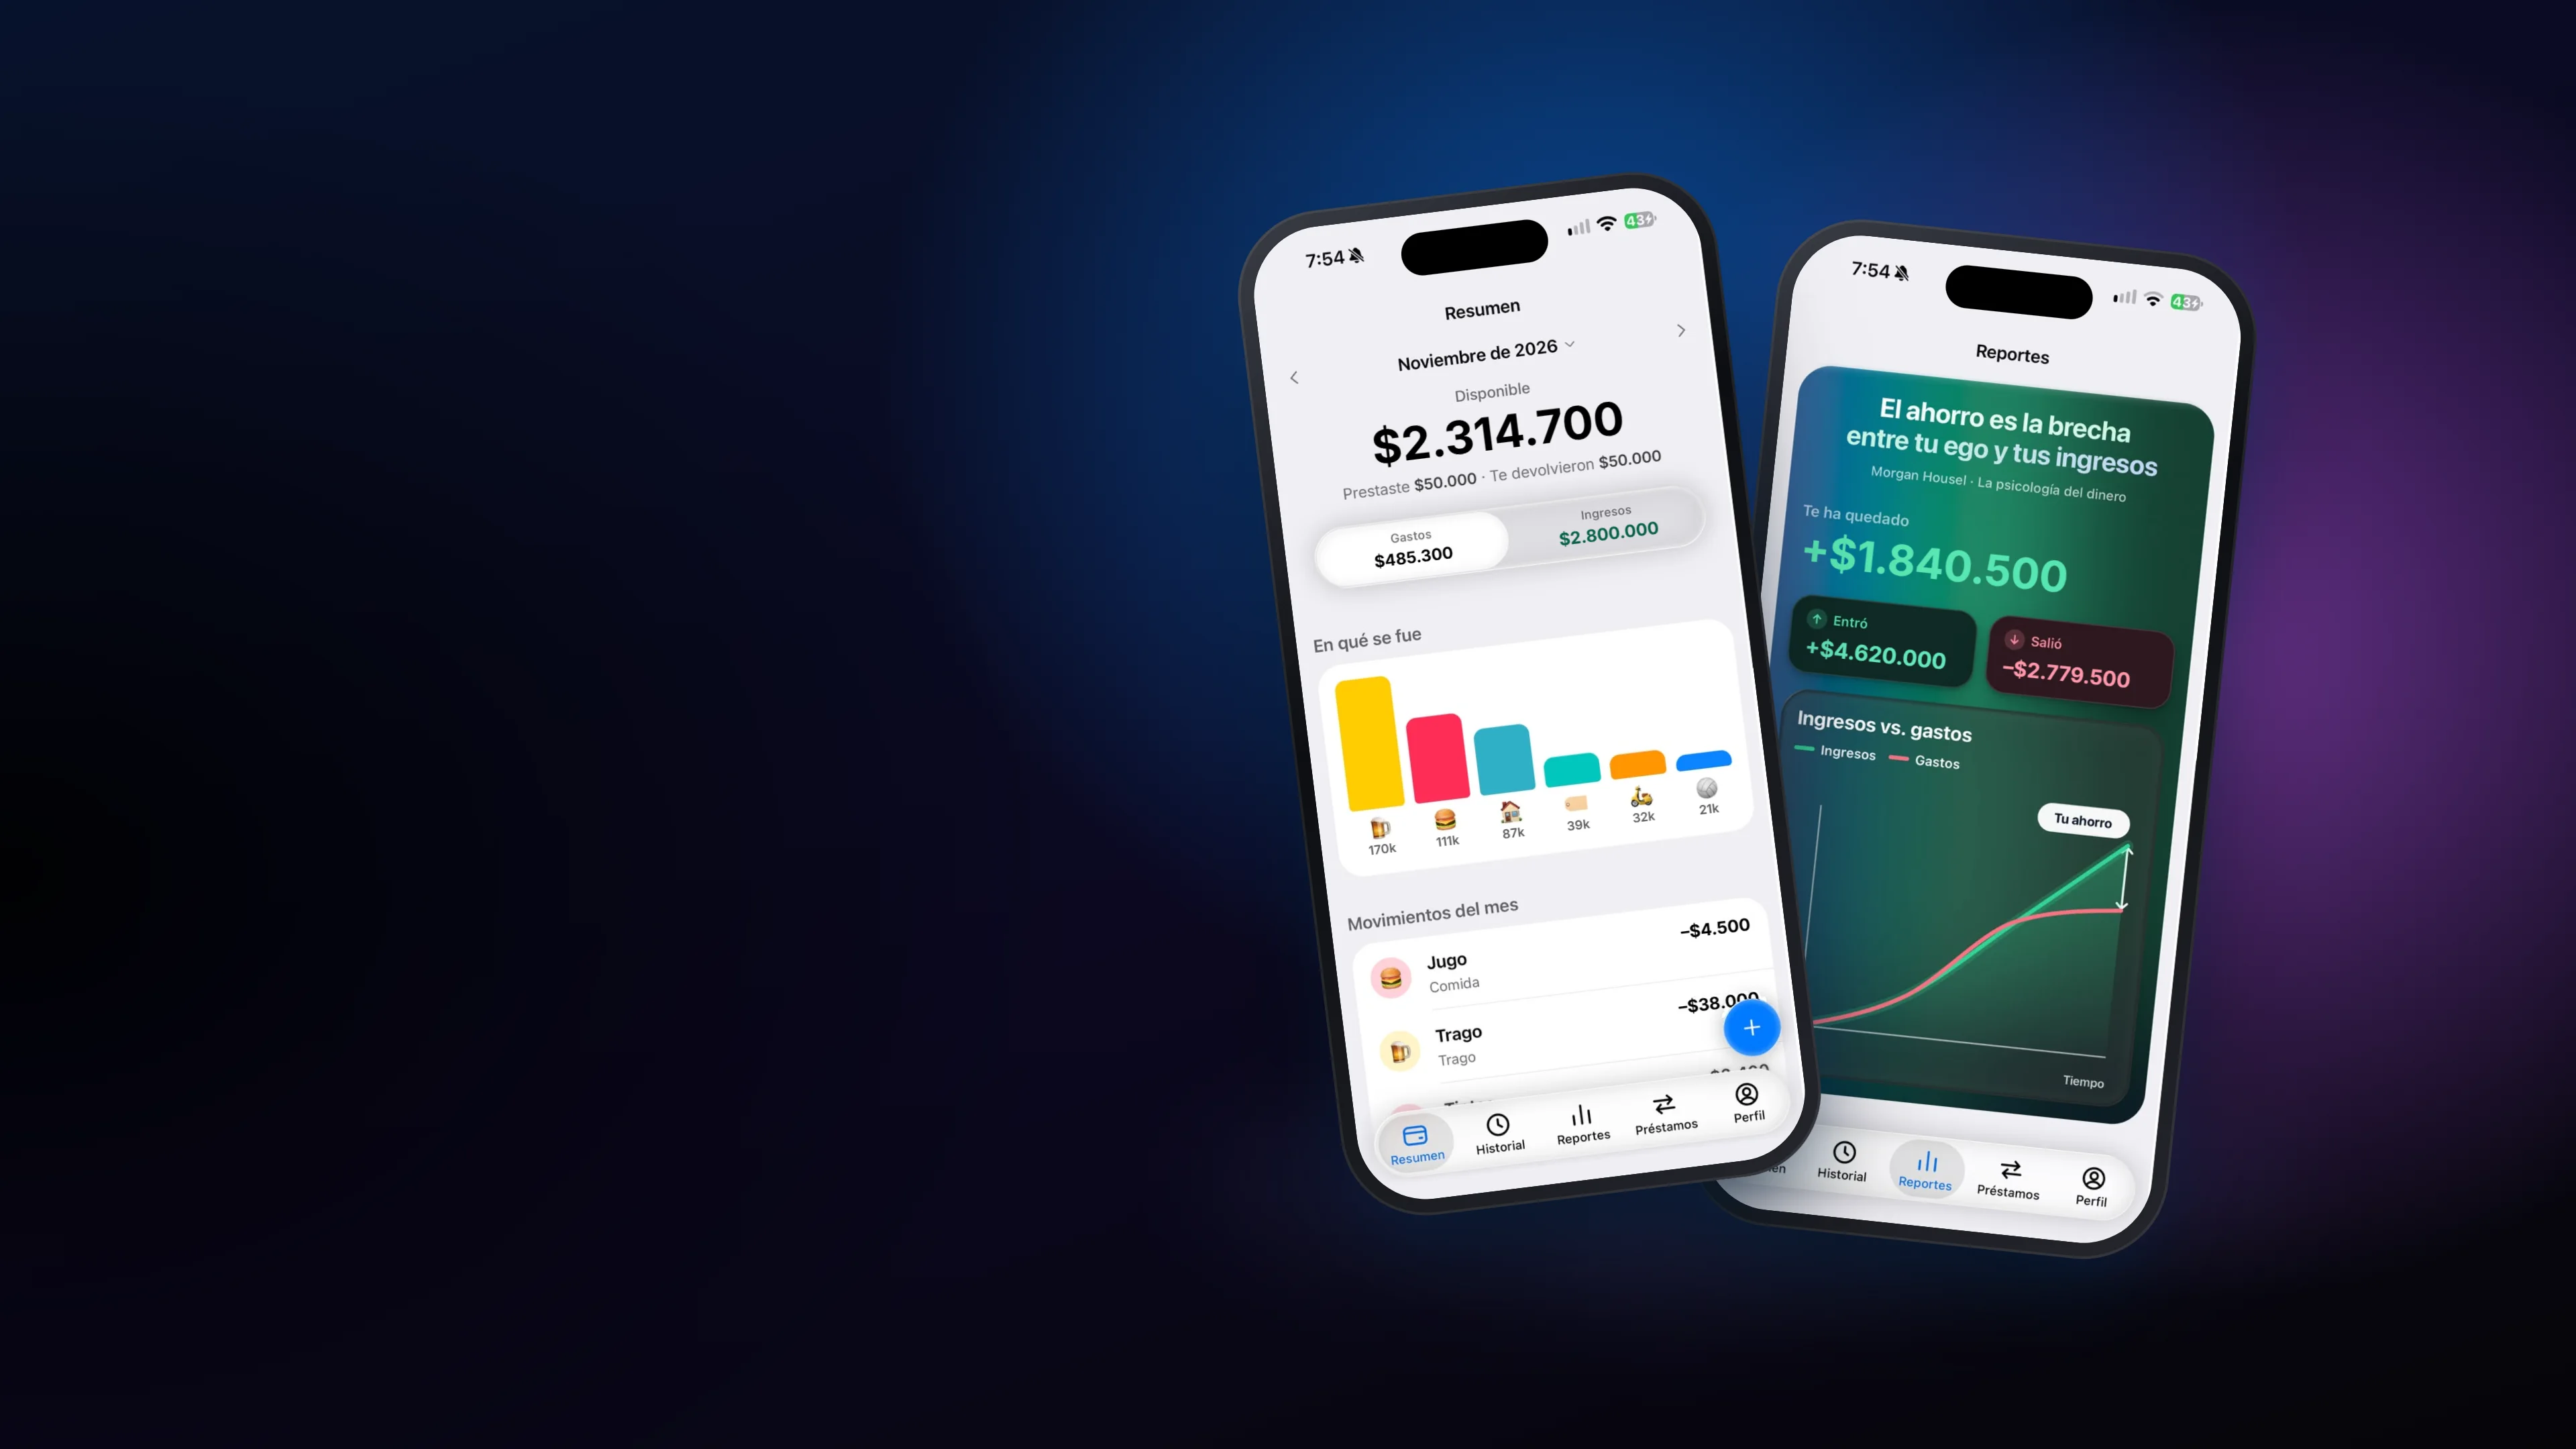 7:54
43
Resumen
Noviembre de 2026
Disponible
$2.314.700
Prestaste $50.000 · Te devolvieron $50.000
Gastos
$485.300
Ingresos
$2.800.000
En qué se fue
170k
111k
87k
39k
32k
21k
Movimientos del mes
Jugo
Comida
−$4.500
Trago
Trago
−$38.000
Resumen
Historial
Reportes
Préstamos
Perfil
7:54
43
Reportes
El ahorro es la brecha
entre tu ego y tus ingresos
Morgan Housel · La psicología del dinero
Te ha quedado
+$1.840.500
Entró
+$4.620.000
Salió
−$2.779.500
Ingresos vs. gastos
Ingresos
Gastos
Tu ahorro
Tiempo
Historial
Reportes
Préstamos
Perfil